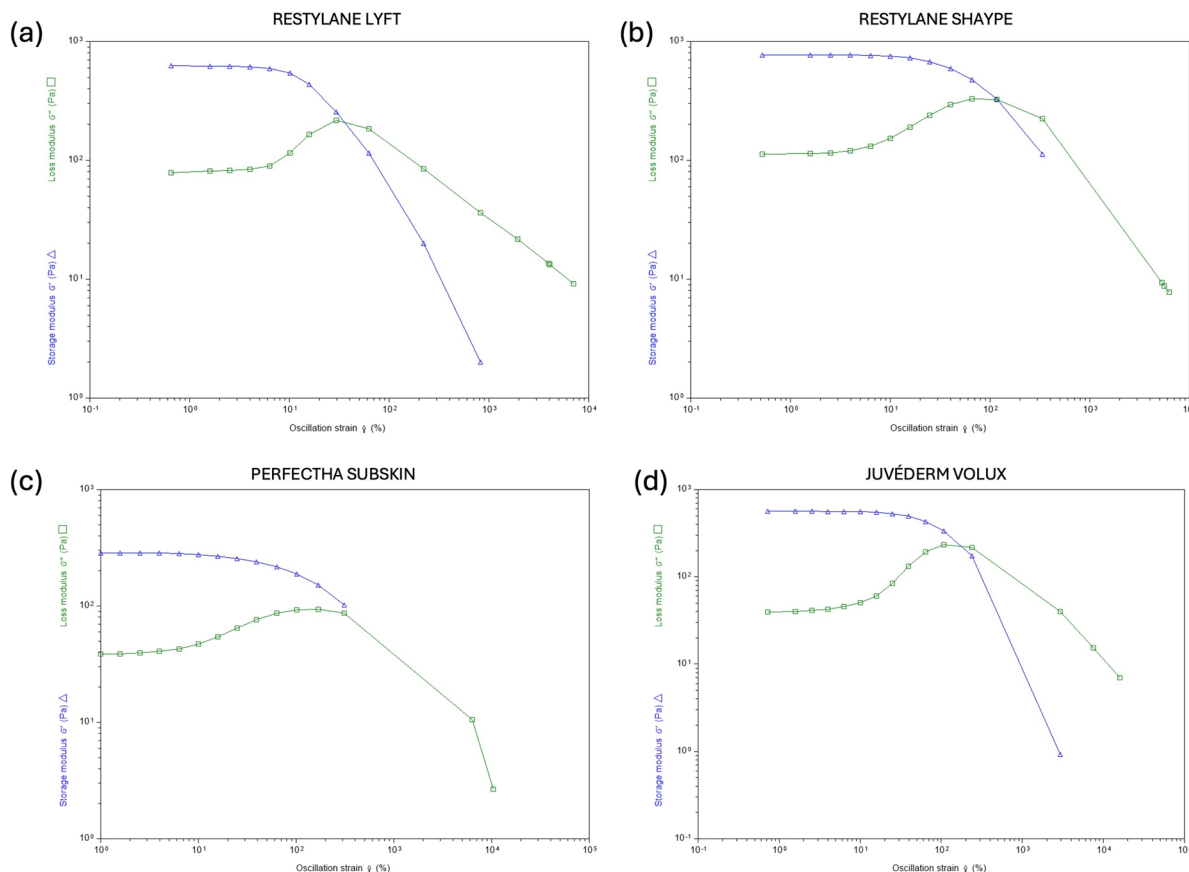 (a)
RESTYLANE LYFT
Loss modulus G″ (Pa)
Storage modulus G′ (Pa)
10³
10²
10¹
10⁰
10⁻¹ 10⁰ 10¹ 10² 10³ 10⁴
Oscillation strain γ̇ (%)
(b)
RESTYLANE SHAYPE
Loss modulus G″ (Pa)
Storage modulus G′ (Pa)
10³
10²
10¹
10⁰
10⁻¹ 10⁰ 10¹ 10² 10³
Oscillation strain γ̇ (%)
(c)
PERFECTHA SUBSKIN
Loss modulus G″ (Pa)
Storage modulus G′ (Pa)
10³
10²
10¹
10⁰
10⁰ 10¹ 10² 10³ 10⁴ 10⁵
Oscillation strain γ̇ (%)
(d)
JUVÉDERM VOLUX
Loss modulus G″ (Pa)
Storage modulus G′ (Pa)
10³
10²
10¹
10⁰
10⁻¹
10⁻¹ 10⁰ 10¹ 10² 10³ 10⁴
Oscillation strain γ̇ (%)